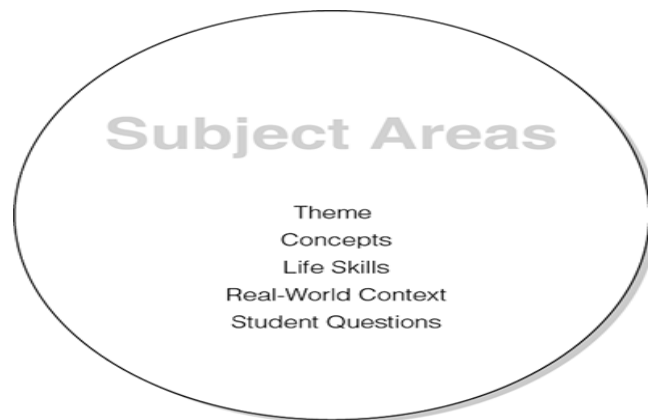 Subject Areas
Theme
Concepts
Life Skills
Real-World Context
Student Questions